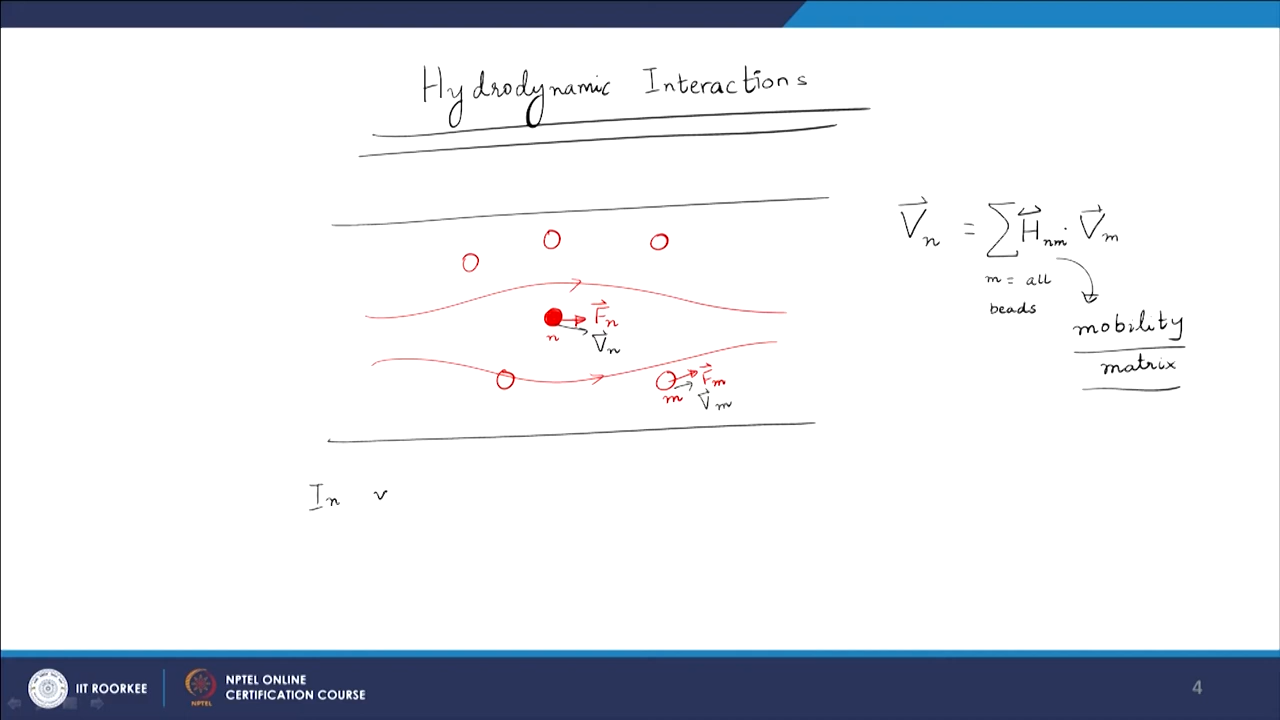 Hydrodynamic Interactions
V⃗n = ∑ H⃡nm · V⃗m
m = all
beads
mobility
matrix
F⃗n
n
V⃗n
F⃗m
m
V⃗m
In v
IIT ROORKEE
NPTEL ONLINE
CERTIFICATION COURSE
NPTEL
4